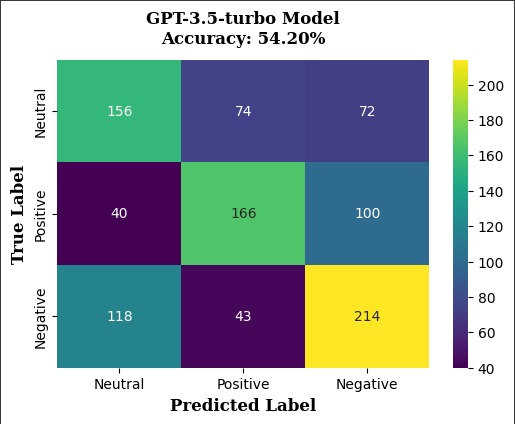 GPT-3.5-turbo Model
Accuracy: 54.20%
True Label
Neutral
156 74 72
Positive
40 166 100
Negative
118 43 214
Neutral Positive Negative
Predicted Label
200
180
160
140
120
100
80
60
40